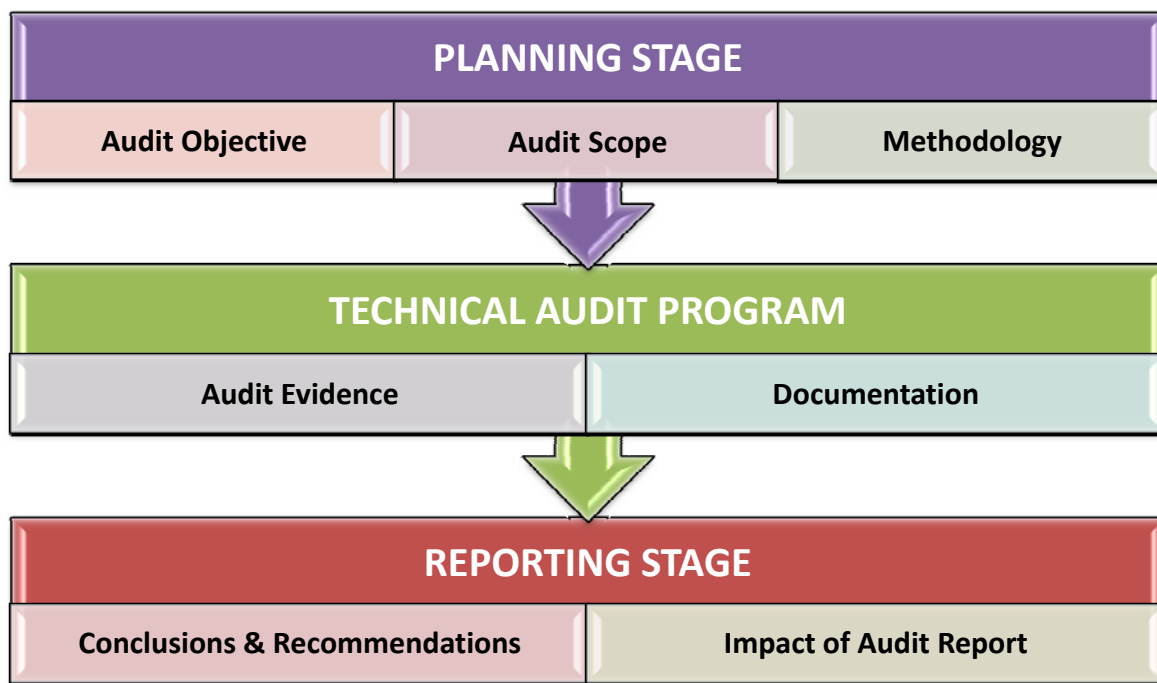 PLANNING STAGE
Audit Objective
Audit Scope
Methodology
TECHNICAL AUDIT PROGRAM
Audit Evidence
Documentation
REPORTING STAGE
Conclusions & Recommendations
Impact of Audit Report